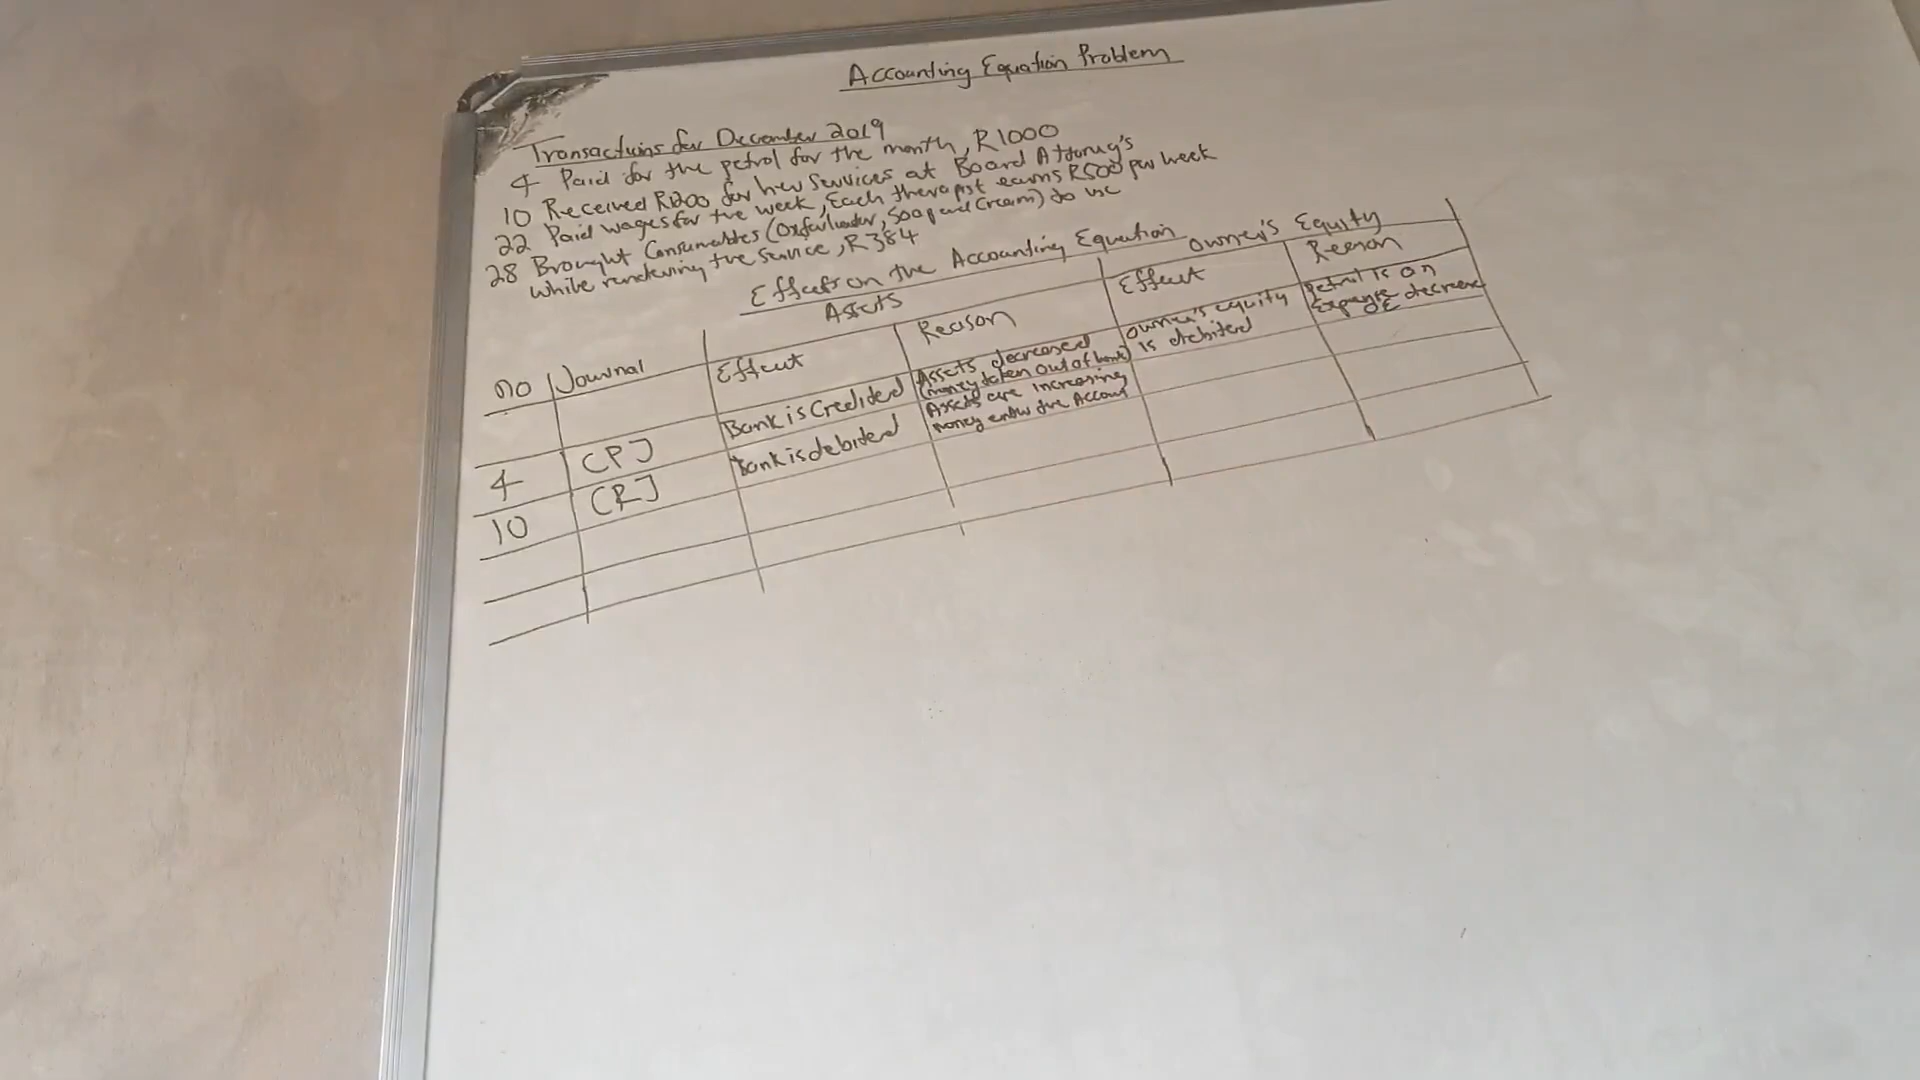 Accounting Equation Problem
Transactions for December 2019
4 Paid for the petrol for the month, R1000
10 Received R1200 for her Services at Board Attorney's
22 Paid wages for the week, Each therapist earns R500 per week
28 Brought Consumables ( , Soap and Cream) to use
while rendering the Service, R384
Effects on the Accounting Equation
Assets Owner's Equity
no Journal Effect Reason Effect Reason
4 CPJ Bank is Credited Assets decreased (money taken out of bank) Owner's equity is debited Petrol is an Expense decrease
10 CRJ Bank is debited Assets are increasing money enter the Account